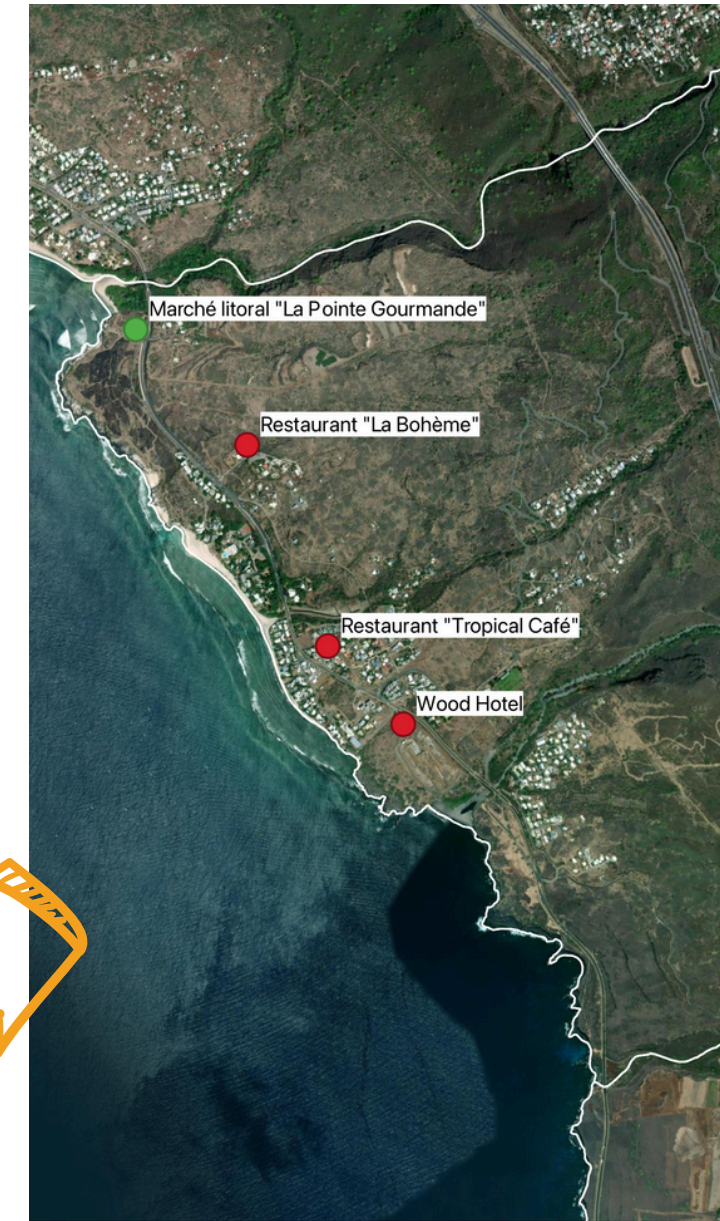 Marché litoral "La Pointe Gourmande"
Restaurant "La Bohème"
Restaurant "Tropical Café"
Wood Hotel